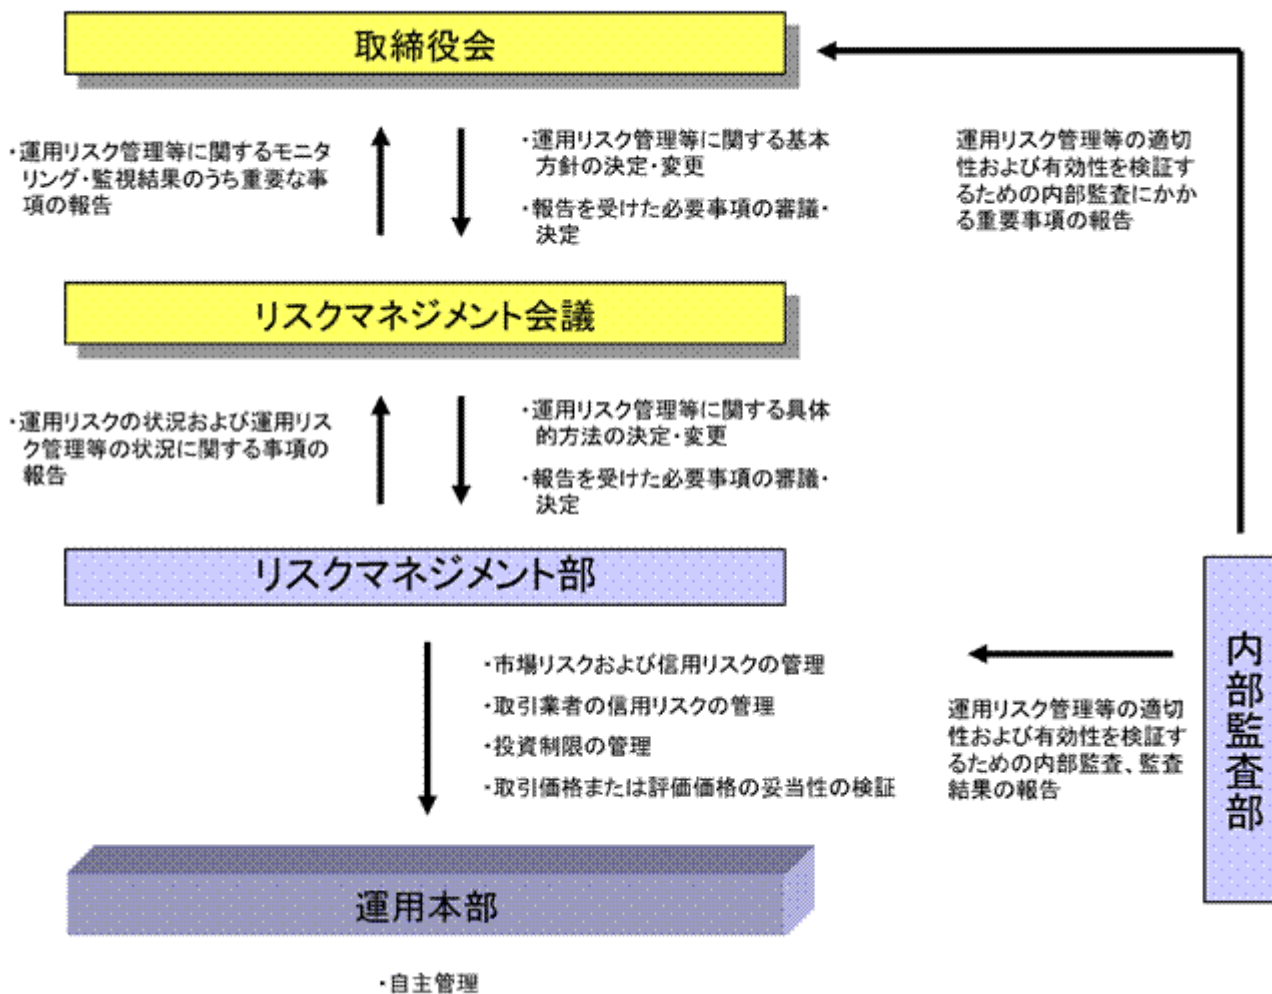 取締役会
・運用リスク管理等に関するモニタ
リング・監視結果のうち重要な事
項の報告
・運用リスク管理等に関する基本
方針の決定・変更
・報告を受けた必要事項の審議・
決定
運用リスク管理等の適切
性および有効性を検証す
るための内部監査にかか
る重要事項の報告
リスクマネジメント会議
・運用リスクの状況および運用リス
ク管理等の状況に関する事項の
報告
・運用リスク管理等に関する具体
的方法の決定・変更
・報告を受けた必要事項の審議・
決定
リスクマネジメント部
・市場リスクおよび信用リスクの管理
・取引業者の信用リスクの管理
・投資制限の管理
・取引価格または評価価格の妥当性の検証
運用リスク管理等の適切
性および有効性を検証す
るための内部監査、監査
結果の報告
内部監査部
運用本部
・自主管理